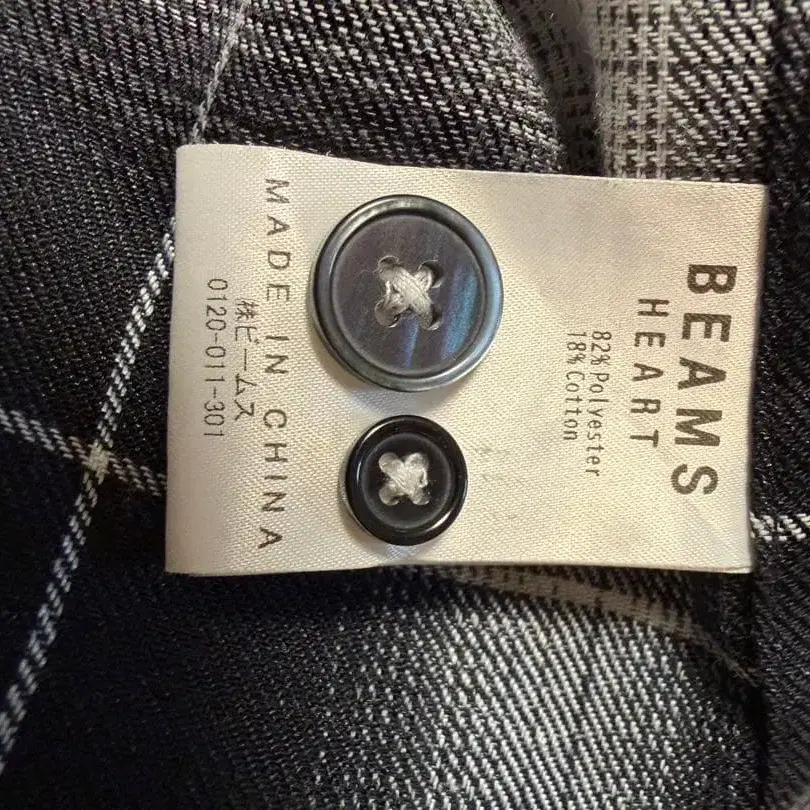 BEAMS
HEART
82% Polyester
18% Cotton
MADE IN CHINA
株ビームス
0120-011-301